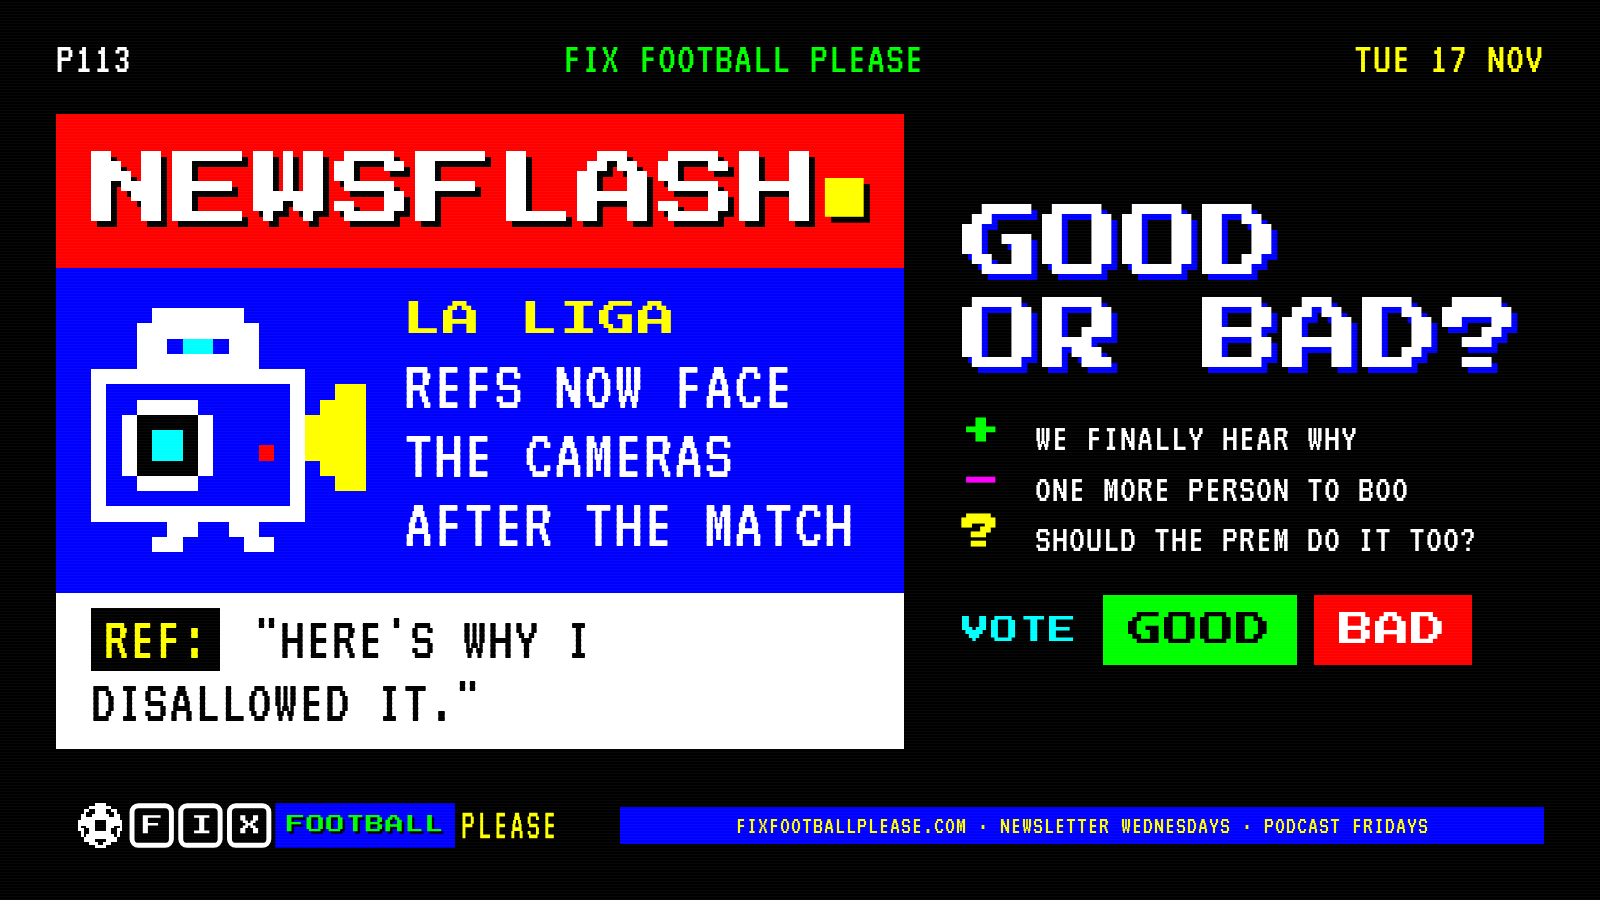 P113
FIX FOOTBALL PLEASE
TUE 17 NOV
NEWSFLASH
LA LIGA
REFS NOW FACE
THE CAMERAS
AFTER THE MATCH
REF: "HERE'S WHY I
DISALLOWED IT."
GOOD
OR BAD?
+ WE FINALLY HEAR WHY
− ONE MORE PERSON TO BOO
? SHOULD THE PREM DO IT TOO?
VOTE GOOD BAD
FIX FOOTBALL PLEASE
FIXFOOTBALLPLEASE.COM · NEWSLETTER WEDNESDAYS · PODCAST FRIDAYS